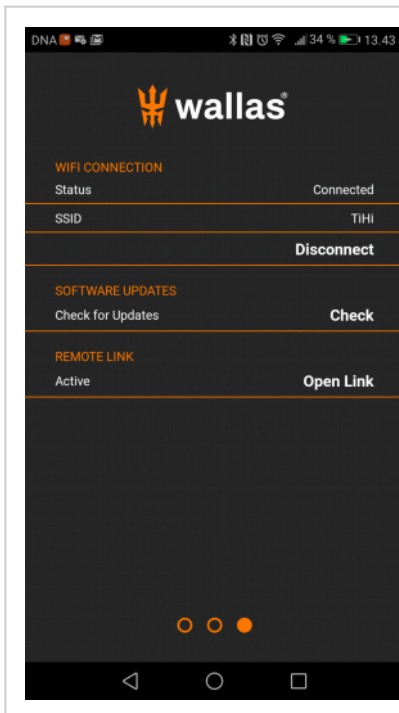 DNA 34 % 13.43
wallas®
WIFI CONNECTION
Status Connected
SSID TiHi
Disconnect
SOFTWARE UPDATES
Check for Updates Check
REMOTE LINK
Active Open Link